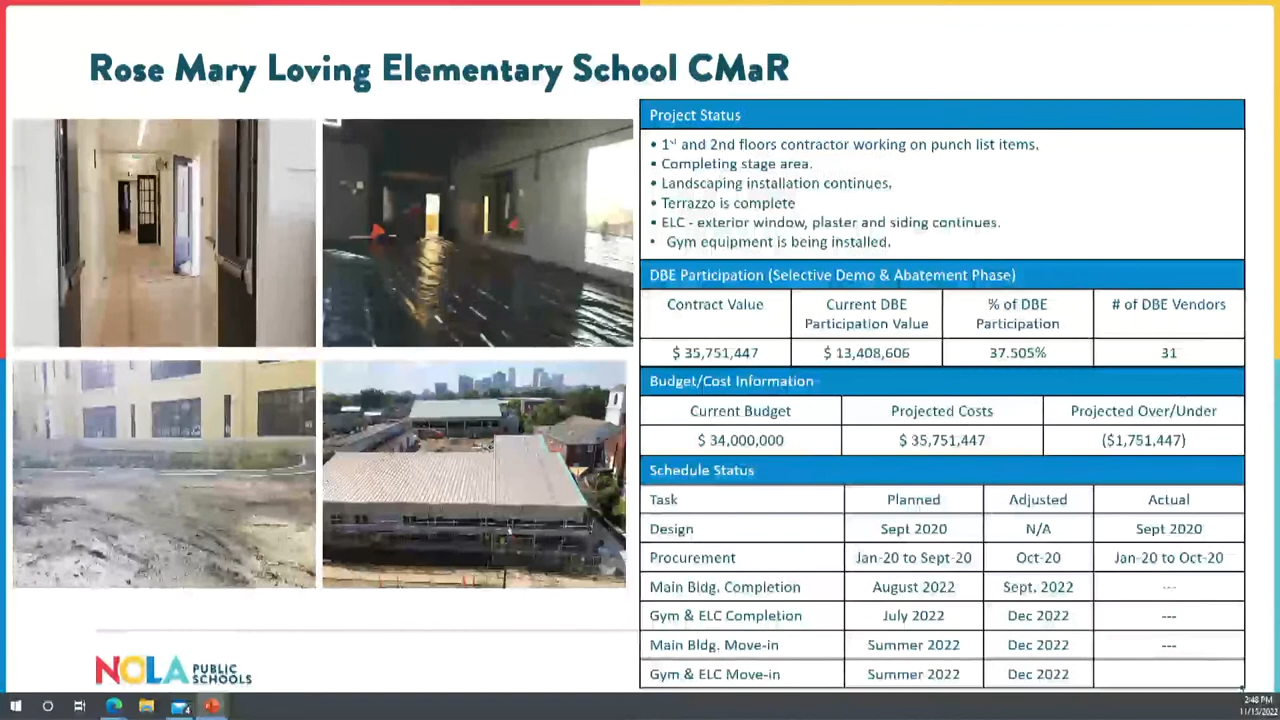 Rose Mary Loving Elementary School CMaR
Project Status
• 1st and 2nd floors contractor working on punch list items.
• Completing stage area.
• Landscaping installation continues.
• Terrazzo is complete
• ELC - exterior window, plaster and siding continues.
• Gym equipment is being installed.
DBE Participation (Selective Demo & Abatement Phase)
Contract Value Current DBE Participation Value % of DBE Participation # of DBE Vendors
$ 35,751,447 $ 13,408,606 37.505% 31
Budget/Cost Information
Current Budget Projected Costs Projected Over/Under
$ 34,000,000 $ 35,751,447 ($1,751,447)
Schedule Status
Task Planned Adjusted Actual
Design Sept 2020 N/A Sept 2020
Procurement Jan-20 to Sept-20 Oct-20 Jan-20 to Oct-20
Main Bldg. Completion August 2022 Sept. 2022 ---
Gym & ELC Completion July 2022 Dec 2022 ---
Main Bldg. Move-in Summer 2022 Dec 2022 ---
Gym & ELC Move-in Summer 2022 Dec 2022
NOLA PUBLIC SCHOOLS
2:48 PM
11/15/2022